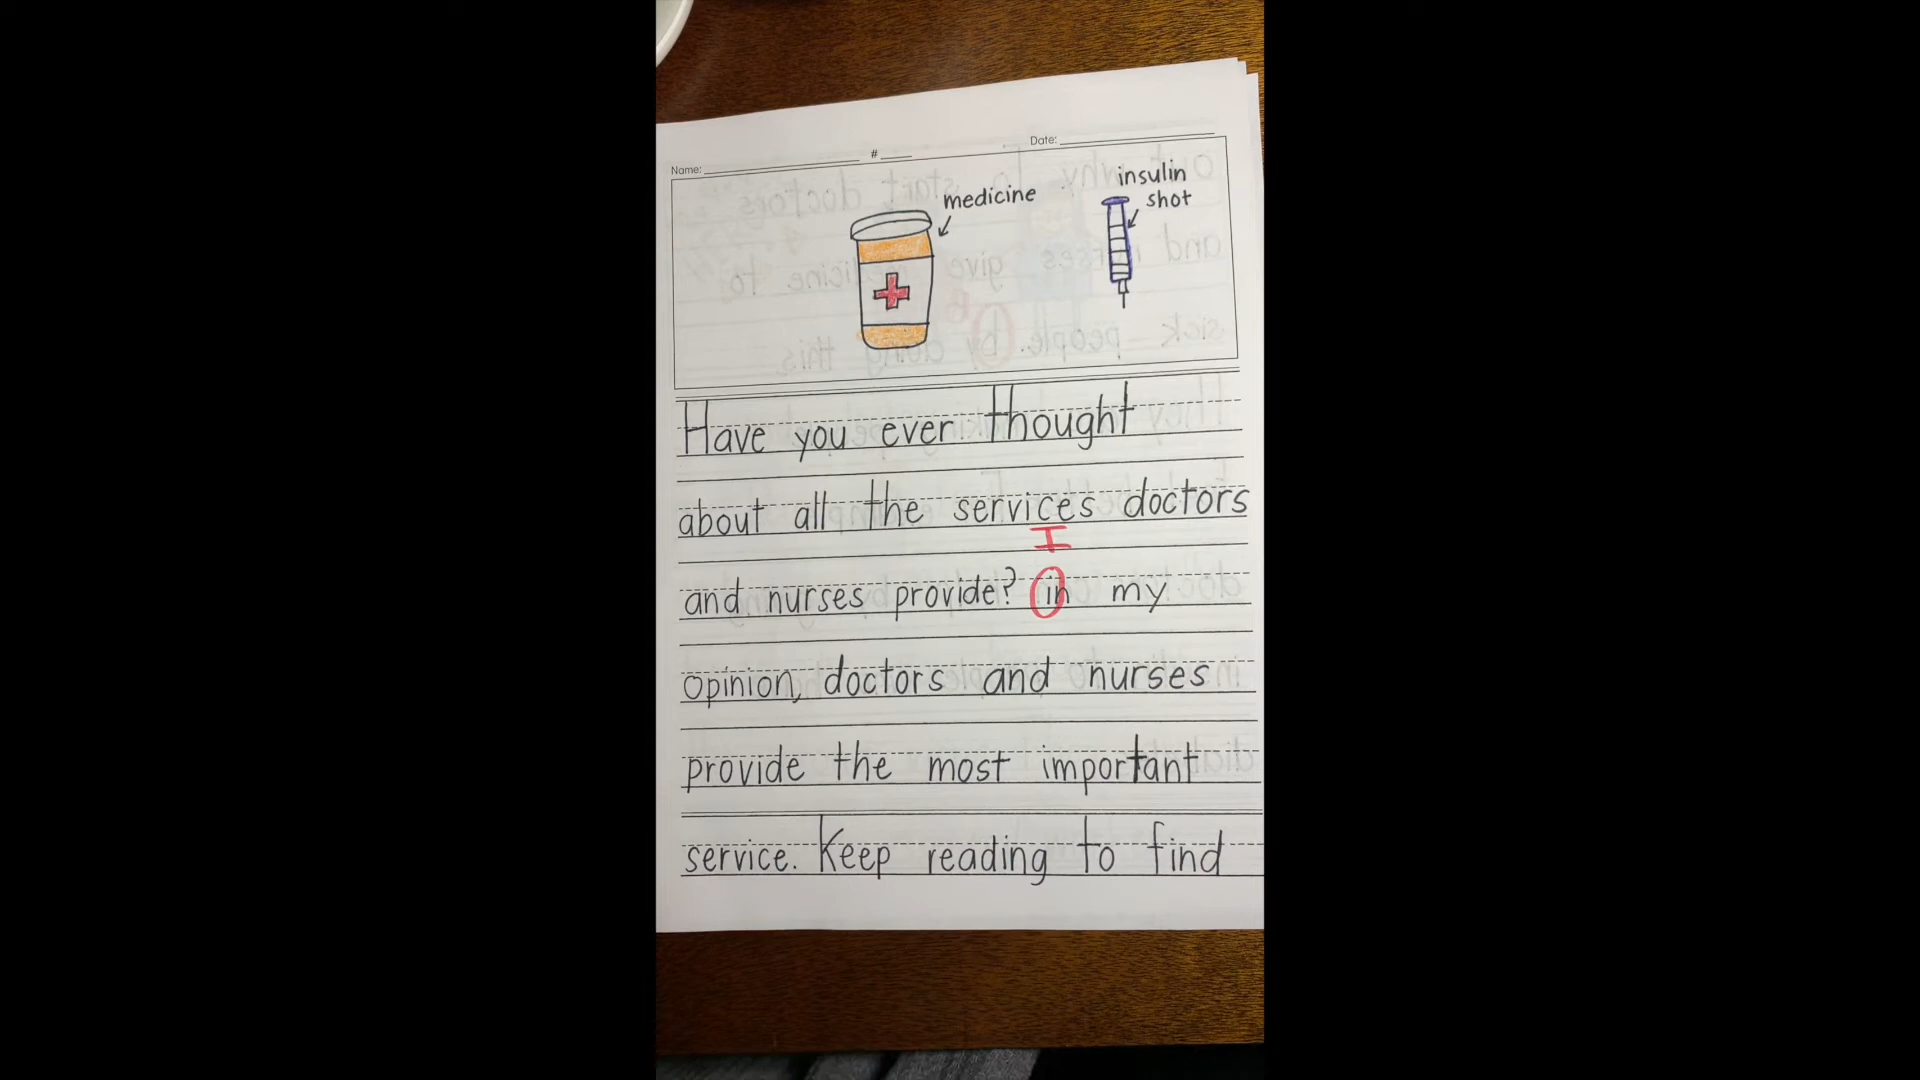 Name: # Date:
medicine
insulin
shot
Have you ever thought
about all the services doctors
I
and nurses provide? in my
opinion, doctors and nurses
provide the most important
service. Keep reading to find